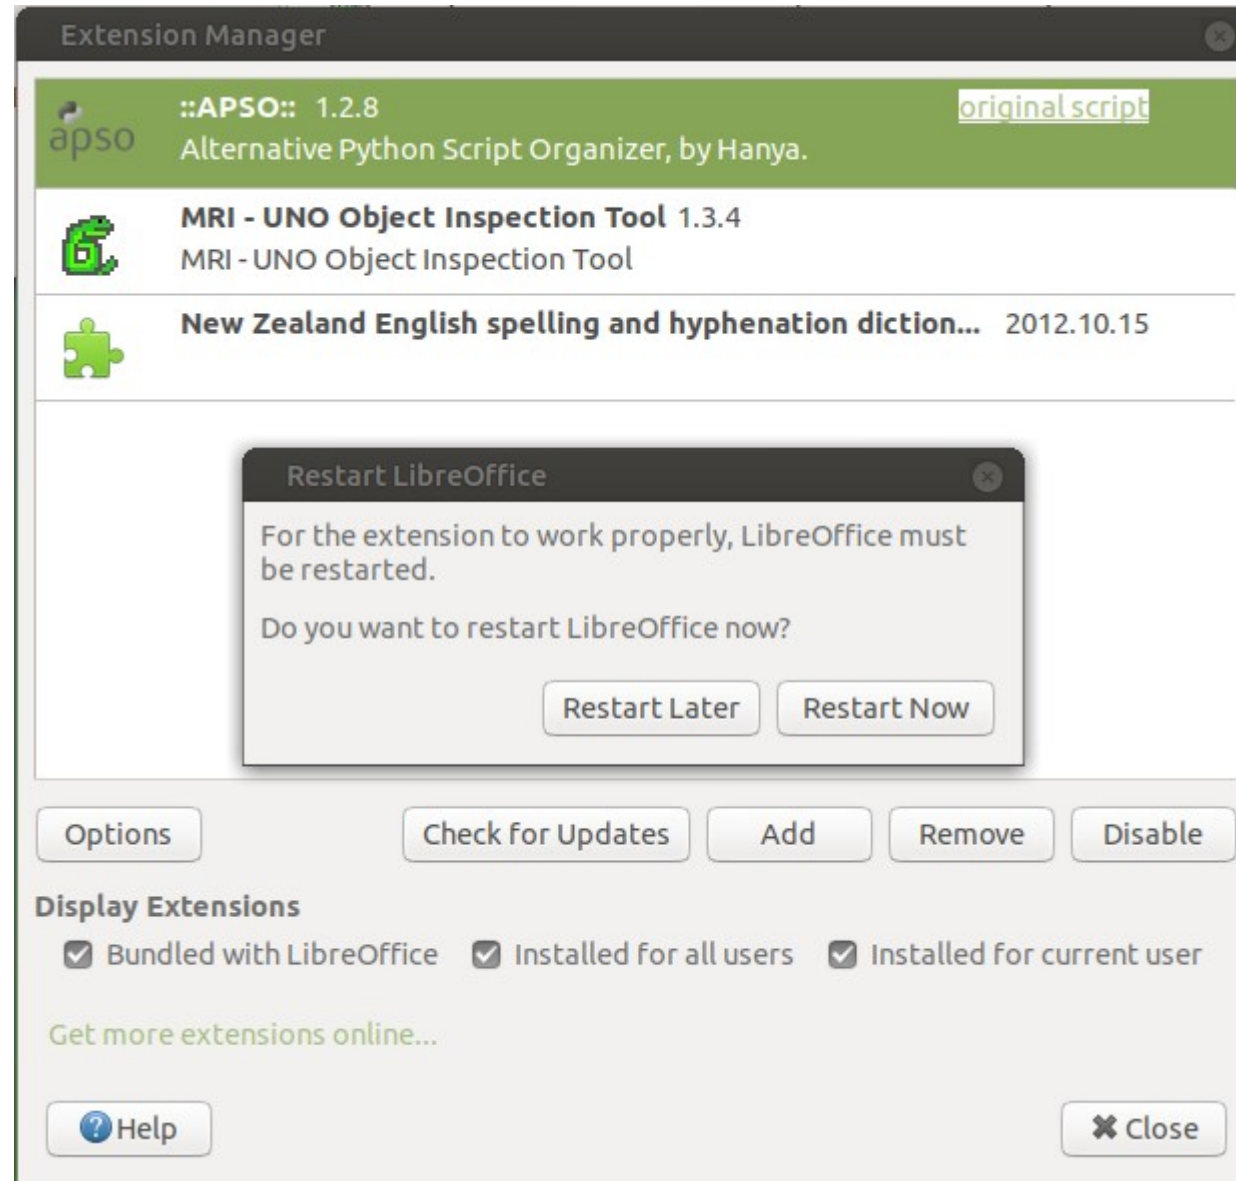 Extension Manager
apso
::APSO:: 1.2.8 original script
Alternative Python Script Organizer, by Hanya.
MRI - UNO Object Inspection Tool 1.3.4
MRI - UNO Object Inspection Tool
New Zealand English spelling and hyphenation diction... 2012.10.15
Restart LibreOffice
For the extension to work properly, LibreOffice must
be restarted.
Do you want to restart LibreOffice now?
Restart Later Restart Now
Options Check for Updates Add Remove Disable
Display Extensions
Bundled with LibreOffice Installed for all users Installed for current user
Get more extensions online...
Help Close